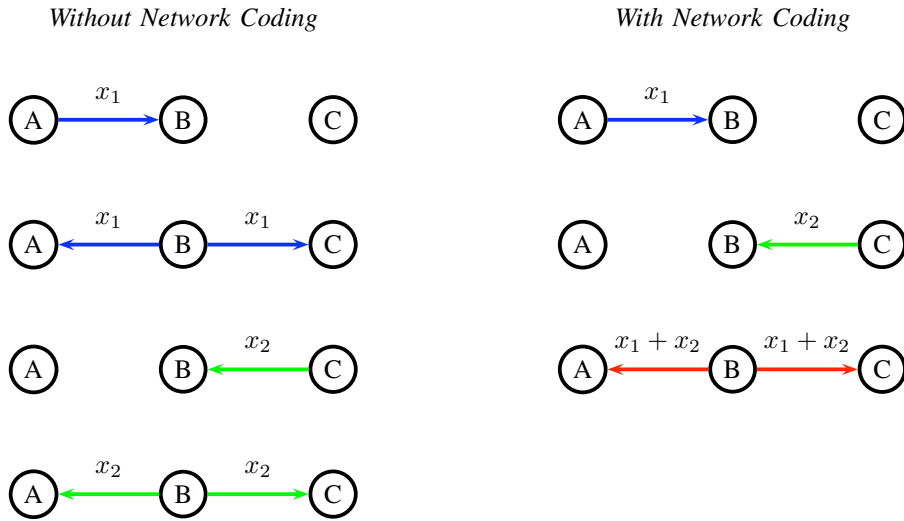 Without Network Coding
x₁
A B C
x₁ x₁
A B C
x₂
A B C
x₂ x₂
A B C
With Network Coding
x₁
A B C
x₂
A B C
x₁ + x₂ x₁ + x₂
A B C